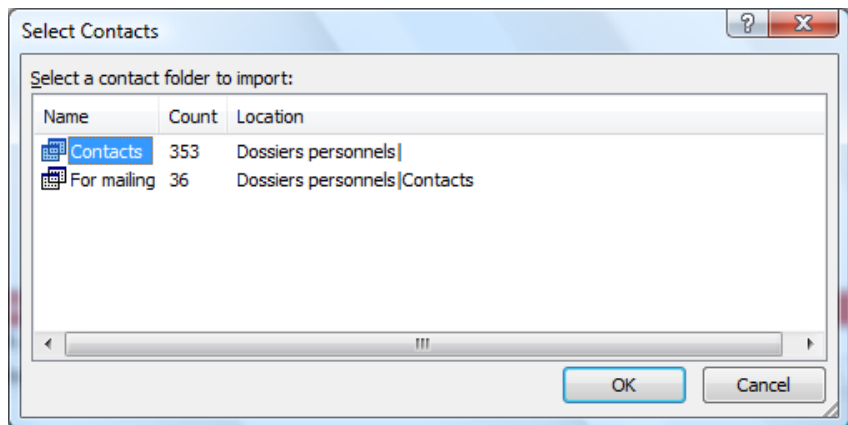 Select Contacts
Select a contact folder to import:
Name Count Location
Contacts 353 Dossiers personnels|
For mailing 36 Dossiers personnels|Contacts
OK Cancel